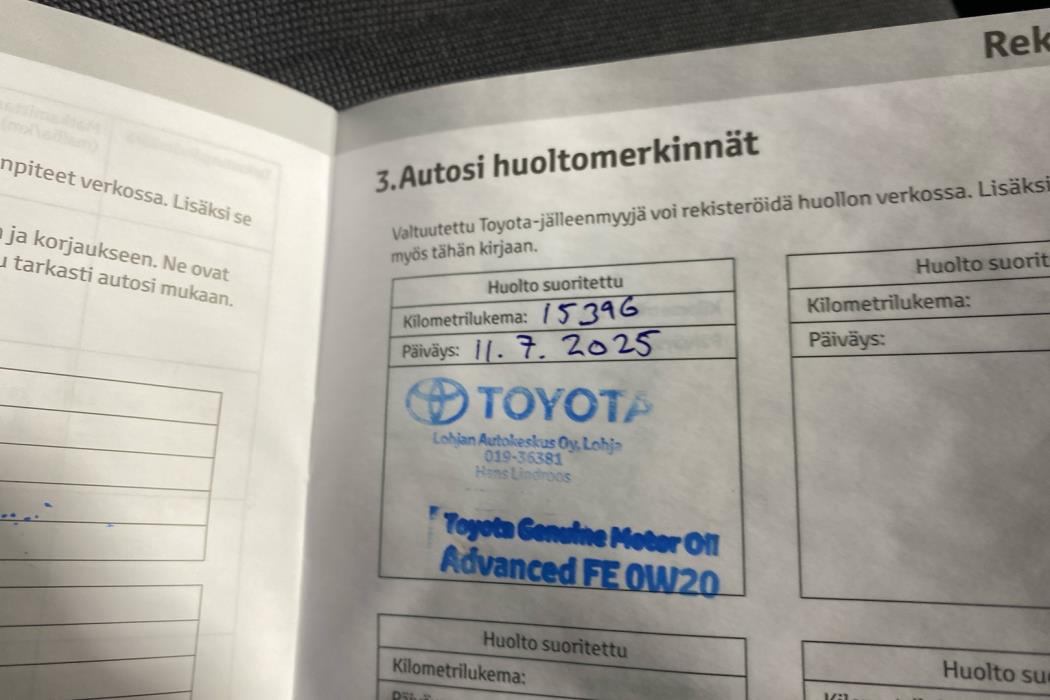 npiteet verkossa. Lisäksi se
ja korjaukseen. Ne ovat
tarkasti autosi mukaan.
Rek
3. Autosi huoltomerkinnät
Valtuutettu Toyota-jälleenmyyjä voi rekisteröidä huollon verkossa. Lisäksi
myös tähän kirjaan.
Huolto suoritettu
Kilometrilukema: 15396
Päiväys: 11.7.2025
TOYOTA
Lohjan Autokeskus Oy, Lohja
019-36381
Hans Lindroos
Toyota Genuine Motor Oil
Advanced FE 0W20
Huolto suorit
Kilometrilukema:
Päiväys:
Huolto suoritettu
Kilometrilukema:
Huolto su